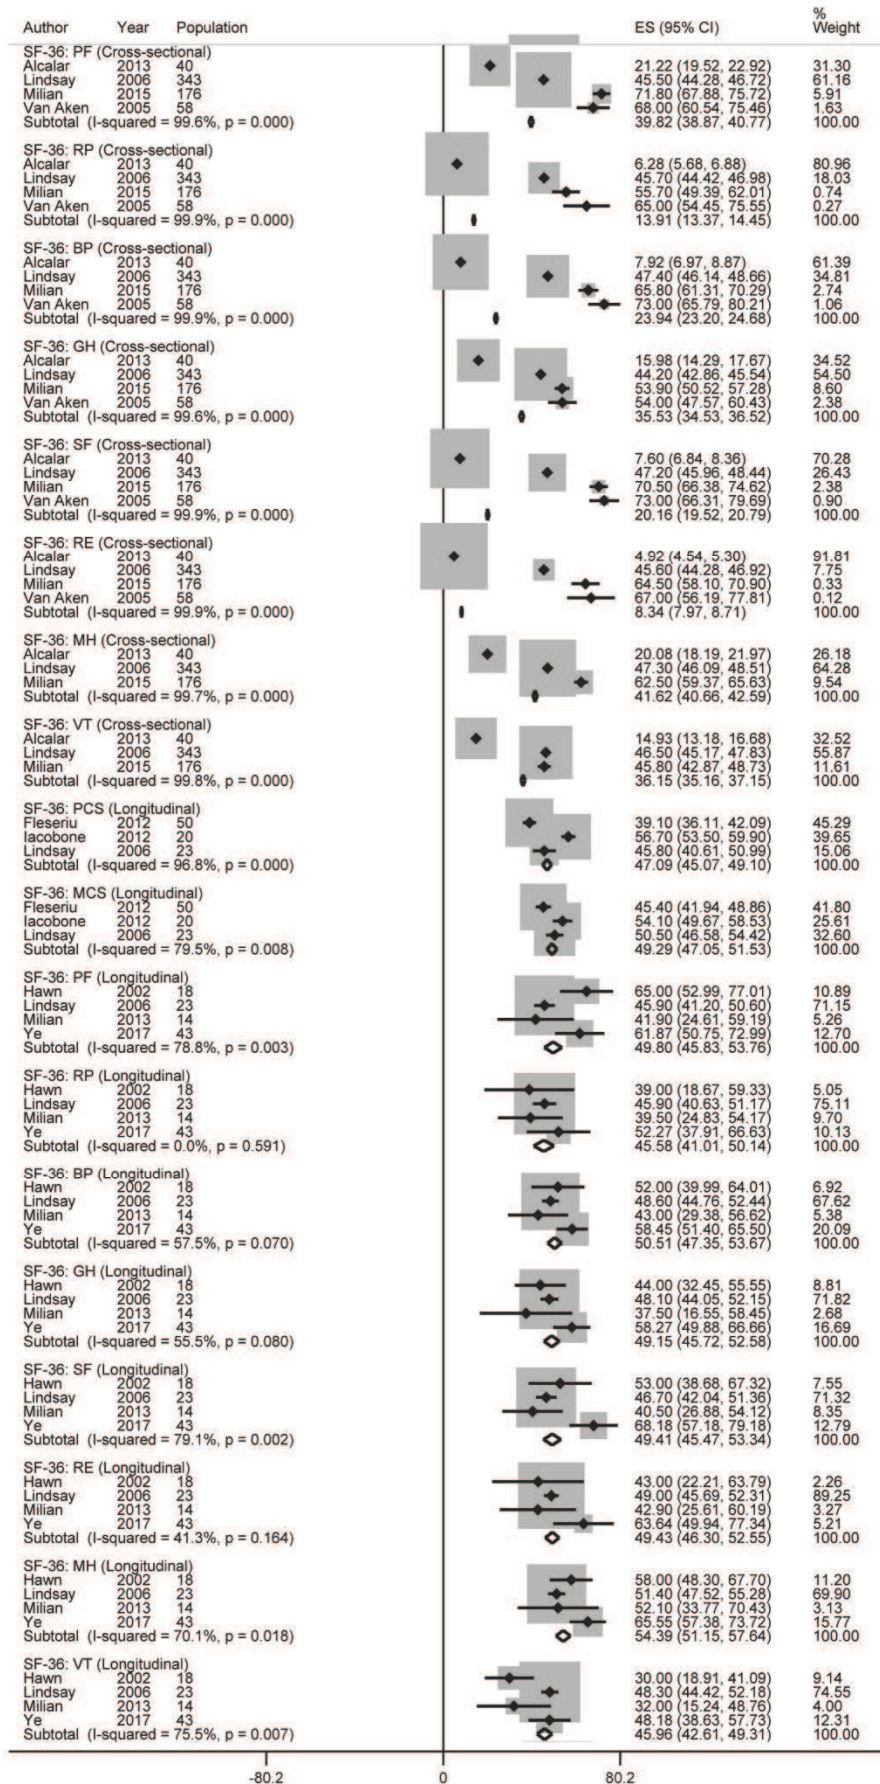 %
Author Year Population ES (95% CI) Weight
SF-36: PF (Cross-sectional)
Alcalar 2013 40 21.22 (19.52, 22.92) 31.30
Lindsay 2006 343 45.50 (44.28, 46.72) 61.16
Milian 2015 176 71.80 (67.88, 75.72) 5.91
Van Aken 2005 58 68.00 (60.54, 75.46) 1.63
Subtotal (I-squared = 99.6%, p = 0.000) 39.82 (38.87, 40.77) 100.00
SF-36: RP (Cross-sectional)
Alcalar 2013 40 6.28 (5.68, 6.88) 80.96
Lindsay 2006 343 45.70 (44.42, 46.98) 18.03
Milian 2015 176 55.70 (49.39, 62.01) 0.74
Van Aken 2005 58 65.00 (54.45, 75.55) 0.27
Subtotal (I-squared = 99.9%, p = 0.000) 13.91 (13.37, 14.45) 100.00
SF-36: BP (Cross-sectional)
Alcalar 2013 40 7.92 (6.97, 8.87) 61.39
Lindsay 2006 343 47.40 (46.14, 48.66) 34.81
Milian 2015 176 65.80 (61.31, 70.29) 2.74
Van Aken 2005 58 73.00 (65.79, 80.21) 1.06
Subtotal (I-squared = 99.9%, p = 0.000) 23.94 (23.20, 24.68) 100.00
SF-36: GH (Cross-sectional)
Alcalar 2013 40 15.98 (14.29, 17.67) 34.52
Lindsay 2006 343 44.20 (42.86, 45.54) 54.50
Milian 2015 176 53.90 (50.52, 57.28) 8.60
Van Aken 2005 58 54.00 (47.57, 60.43) 2.38
Subtotal (I-squared = 99.6%, p = 0.000) 35.53 (34.53, 36.52) 100.00
SF-36: SF (Cross-sectional)
Alcalar 2013 40 7.60 (6.84, 8.36) 70.28
Lindsay 2006 343 47.20 (45.96, 48.44) 26.43
Milian 2015 176 70.50 (66.38, 74.62) 2.38
Van Aken 2005 58 73.00 (66.31, 79.69) 0.90
Subtotal (I-squared = 99.9%, p = 0.000) 20.16 (19.52, 20.79) 100.00
SF-36: RE (Cross-sectional)
Alcalar 2013 40 4.92 (4.54, 5.30) 91.81
Lindsay 2006 343 45.60 (44.28, 46.92) 7.75
Milian 2015 176 64.50 (58.10, 70.90) 0.33
Van Aken 2005 58 67.00 (56.19, 77.81) 0.12
Subtotal (I-squared = 99.9%, p = 0.000) 8.34 (7.97, 8.71) 100.00
SF-36: MH (Cross-sectional)
Alcalar 2013 40 20.08 (18.19, 21.97) 26.18
Lindsay 2006 343 47.30 (46.09, 48.51) 64.28
Milian 2015 176 62.50 (59.37, 65.63) 9.54
Subtotal (I-squared = 99.7%, p = 0.000) 41.62 (40.66, 42.59) 100.00
SF-36: VT (Cross-sectional)
Alcalar 2013 40 14.93 (13.18, 16.68) 32.52
Lindsay 2006 343 46.50 (45.17, 47.83) 55.87
Milian 2015 176 45.80 (42.87, 48.73) 11.61
Subtotal (I-squared = 99.8%, p = 0.000) 36.15 (35.16, 37.15) 100.00
SF-36: PCS (Longitudinal)
Fleseriu 2012 50 39.10 (36.11, 42.09) 45.29
Iacobone 2012 20 56.70 (53.50, 59.90) 39.65
Lindsay 2006 23 45.80 (40.61, 50.99) 15.06
Subtotal (I-squared = 96.8%, p = 0.000) 47.09 (45.07, 49.10) 100.00
SF-36: MCS (Longitudinal)
Fleseriu 2012 50 45.40 (41.94, 48.86) 41.80
Iacobone 2012 20 54.10 (49.67, 58.53) 25.61
Lindsay 2006 23 50.50 (46.58, 54.42) 32.60
Subtotal (I-squared = 79.5%, p = 0.008) 49.29 (47.05, 51.53) 100.00
SF-36: PF (Longitudinal)
Hawn 2002 18 65.00 (52.99, 77.01) 10.89
Lindsay 2006 23 45.90 (41.20, 50.60) 71.15
Milian 2013 14 41.90 (24.61, 59.19) 5.26
Ye 2017 43 61.87 (50.75, 72.99) 12.70
Subtotal (I-squared = 78.8%, p = 0.003) 49.80 (45.83, 53.76) 100.00
SF-36: RP (Longitudinal)
Hawn 2002 18 39.00 (18.67, 59.33) 5.05
Lindsay 2006 23 45.90 (40.63, 51.17) 75.11
Milian 2013 14 39.50 (24.83, 54.17) 9.70
Ye 2017 43 52.27 (37.91, 66.63) 10.13
Subtotal (I-squared = 0.0%, p = 0.591) 45.58 (41.01, 50.14) 100.00
SF-36: BP (Longitudinal)
Hawn 2002 18 52.00 (39.99, 64.01) 6.92
Lindsay 2006 23 48.60 (44.76, 52.44) 67.62
Milian 2013 14 43.00 (29.38, 56.62) 5.38
Ye 2017 43 58.45 (51.40, 65.50) 20.09
Subtotal (I-squared = 57.5%, p = 0.070) 50.51 (47.35, 53.67) 100.00
SF-36: GH (Longitudinal)
Hawn 2002 18 44.00 (32.45, 55.55) 8.81
Lindsay 2006 23 48.10 (44.05, 52.15) 71.82
Milian 2013 14 37.50 (16.55, 58.45) 2.68
Ye 2017 43 58.27 (49.88, 66.66) 16.69
Subtotal (I-squared = 55.5%, p = 0.080) 49.15 (45.72, 52.58) 100.00
SF-36: SF (Longitudinal)
Hawn 2002 18 53.00 (38.68, 67.32) 7.55
Lindsay 2006 23 46.70 (42.04, 51.36) 71.32
Milian 2013 14 40.50 (26.88, 54.12) 8.35
Ye 2017 43 68.18 (57.18, 79.18) 12.79
Subtotal (I-squared = 79.1%, p = 0.002) 49.41 (45.47, 53.34) 100.00
SF-36: RE (Longitudinal)
Hawn 2002 18 43.00 (22.21, 63.79) 2.26
Lindsay 2006 23 49.00 (45.69, 52.31) 89.25
Milian 2013 14 42.90 (25.61, 60.19) 3.27
Ye 2017 43 63.64 (49.94, 77.34) 5.21
Subtotal (I-squared = 41.3%, p = 0.164) 49.43 (46.30, 52.55) 100.00
SF-36: MH (Longitudinal)
Hawn 2002 18 58.00 (48.30, 67.70) 11.20
Lindsay 2006 23 51.40 (47.52, 55.28) 69.90
Milian 2013 14 52.10 (33.77, 70.43) 3.13
Ye 2017 43 65.55 (57.38, 73.72) 15.77
Subtotal (I-squared = 70.1%, p = 0.018) 54.39 (51.15, 57.64) 100.00
SF-36: VT (Longitudinal)
Hawn 2002 18 30.00 (18.91, 41.09) 9.14
Lindsay 2006 23 48.30 (44.42, 52.18) 74.55
Milian 2013 14 32.00 (15.24, 48.76) 4.00
Ye 2017 43 48.18 (38.63, 57.73) 12.31
Subtotal (I-squared = 75.5%, p = 0.007) 45.96 (42.61, 49.31) 100.00
-80.2 0 80.2